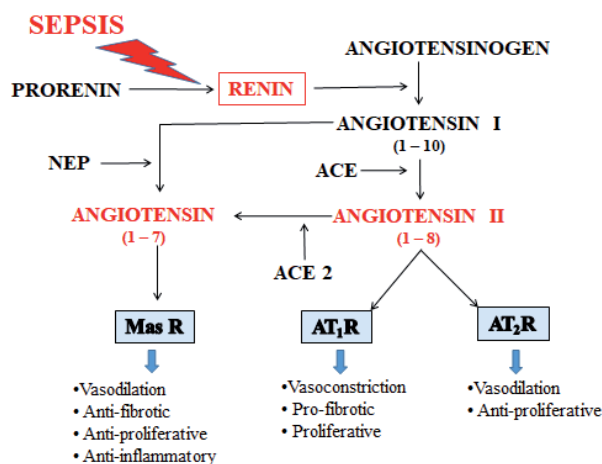 SEPSIS
ANGIOTENSINOGEN
PRORENIN
RENIN
ANGIOTENSIN I
(1 – 10)
NEP
ACE
ANGIOTENSIN
(1 – 7)
ANGIOTENSIN II
(1 – 8)
ACE 2
Mas R
AT₁R
AT₂R
•Vasodilation
•Anti-fibrotic
•Anti-proliferative
•Anti-inflammatory
•Vasoconstriction
•Pro-fibrotic
•Proliferative
•Vasodilation
•Anti-proliferative